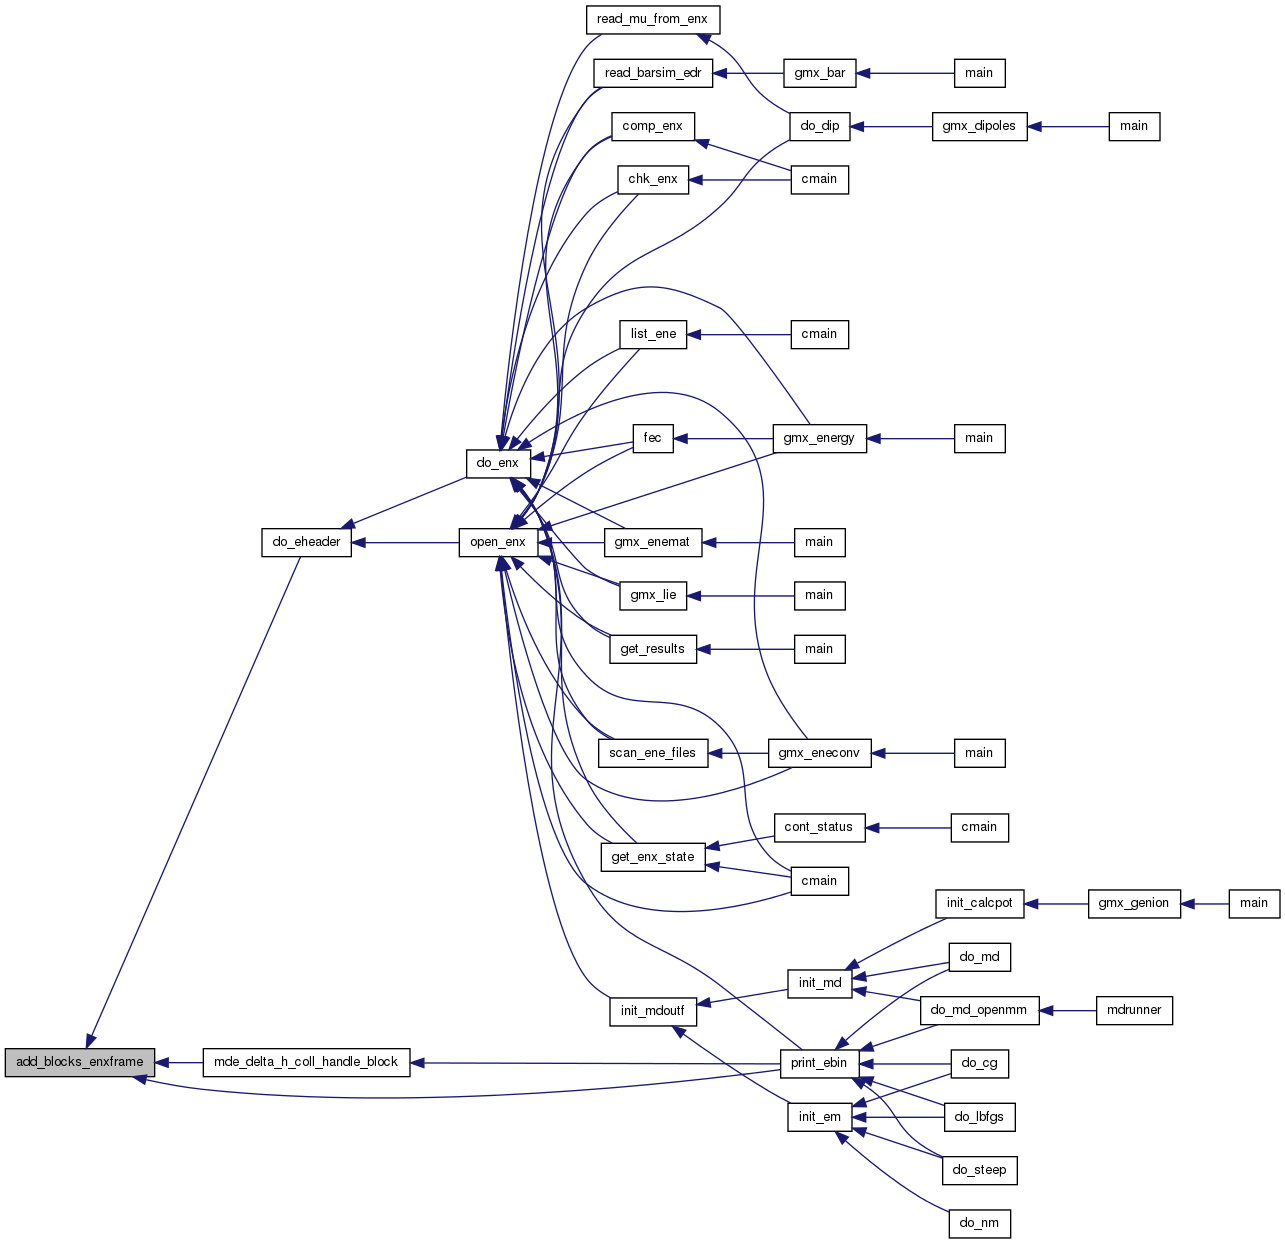 read_mu_from_enx
read_barsim_edr
gmx_bar
main
comp_enx
do_dip
gmx_dipoles
main
chk_enx
cmain
list_ene
cmain
fec
gmx_energy
main
do_enx
do_eheader
open_enx
gmx_enemat
main
gmx_lie
main
get_results
main
scan_ene_files
gmx_eneconv
main
cont_status
cmain
get_enx_state
cmain
init_calcpot
gmx_genion
main
do_md
init_md
init_mdoutf
do_md_openmm
mdrunner
add_blocks_enxframe
mde_delta_h_coll_handle_block
print_ebin
do_cg
init_em
do_lbfgs
do_steep
do_nm